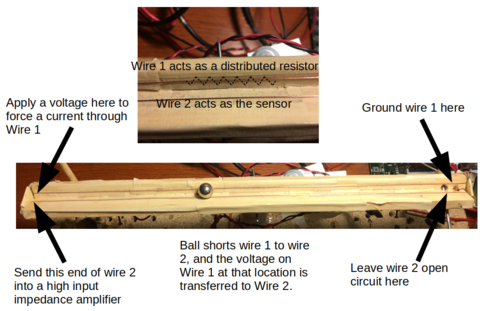 Wire 1 acts as a distributed resistor
Wire 2 acts as the sensor
Apply a voltage here to
force a current through
Wire 1
Ground wire 1 here
Send this end of wire 2
into a high input
impedance amplifier
Ball shorts wire 1 to wire
2, and the voltage on
Wire 1 at that location is
transferred to Wire 2.
Leave wire 2 open
circuit here